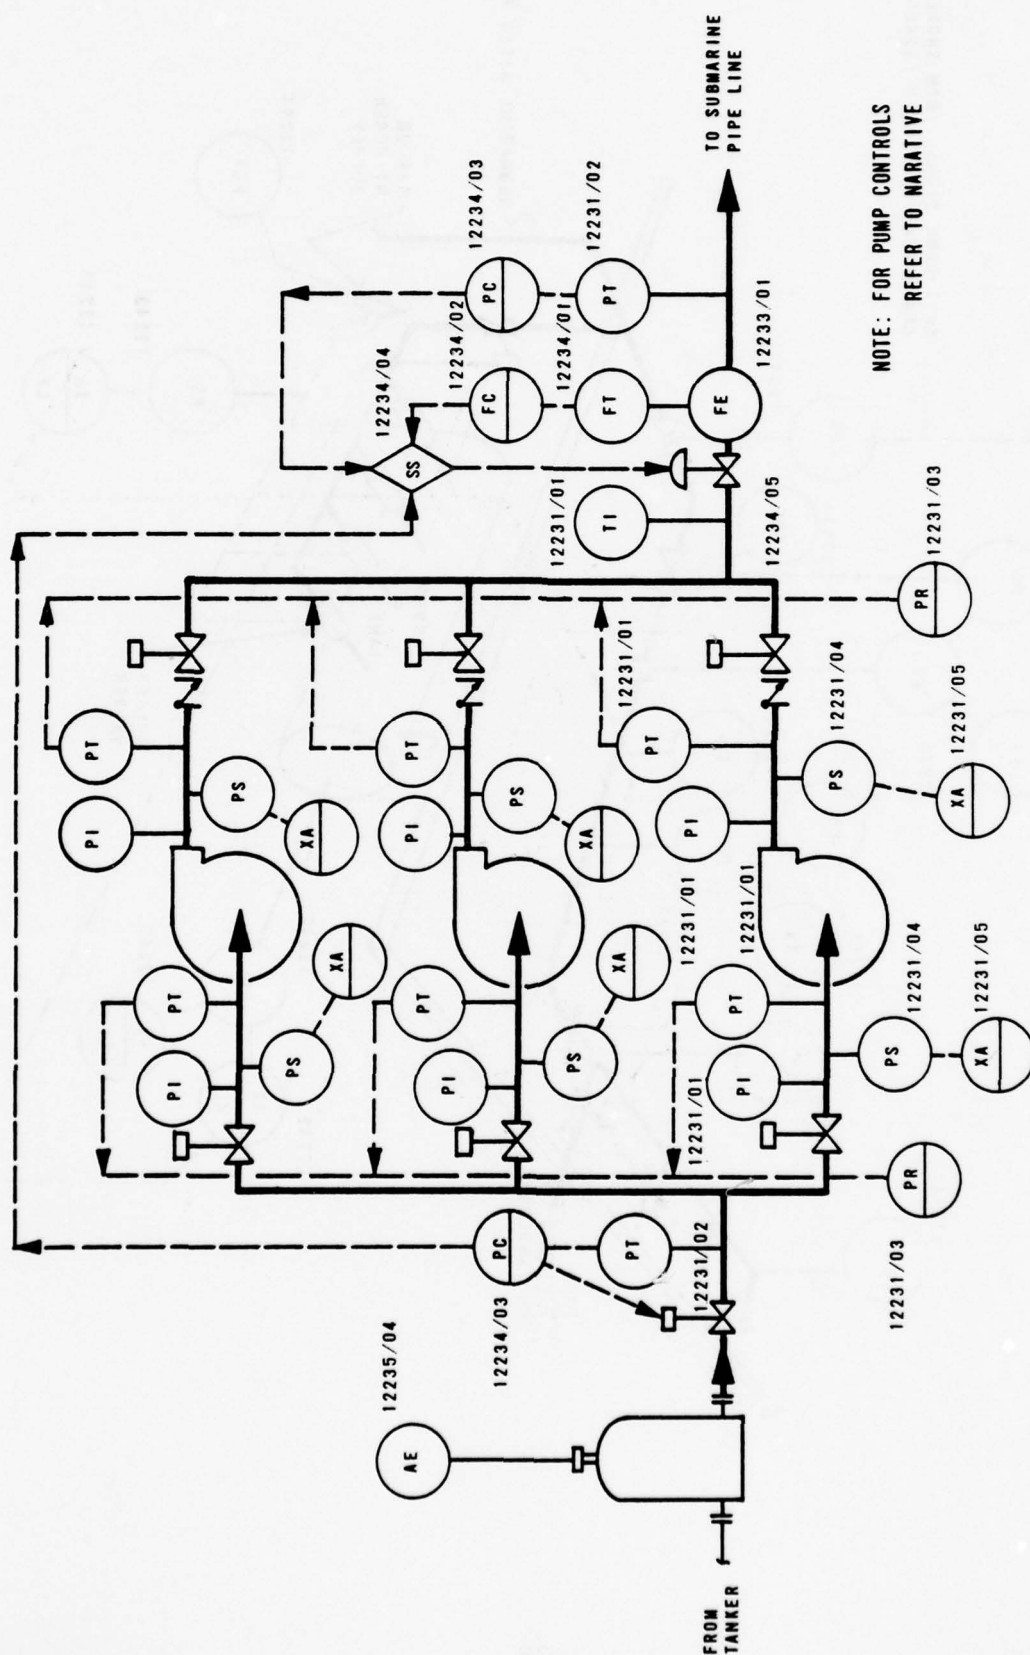 FROM
TANKER
AE
12235/04
PC
12234/03
PT
12231/02
PR
12231/03
PI
PT
PS
XA
PI
PT
PS
XA
PI
PT
12231/01
12231/01
12231/01
PS
12231/04
XA
12231/05
PI
PT
PS
XA
PI
PT
PS
XA
PI
PT
12231/01
PS
12231/04
XA
12231/05
PR
12231/03
TI
12231/01
12234/05
SS
12234/04
FC
12234/02
FT
12234/01
FE
12233/01
PC
12234/03
PT
12231/02
TO SUBMARINE
PIPE LINE
NOTE: FOR PUMP CONTROLS
REFER TO NARATIVE